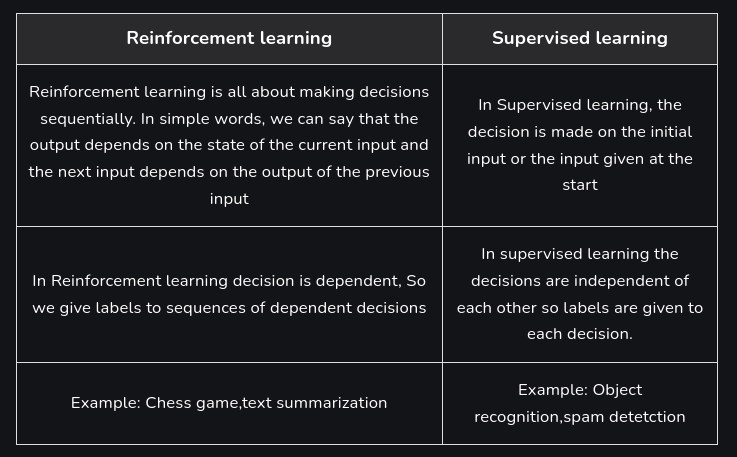 Reinforcement learning
Supervised learning
Reinforcement learning is all about making decisions
sequentially. In simple words, we can say that the
output depends on the state of the current input and
the next input depends on the output of the previous
input
In Supervised learning, the
decision is made on the initial
input or the input given at the
start
In Reinforcement learning decision is dependent, So
we give labels to sequences of dependent decisions
In supervised learning the
decisions are independent of
each other so labels are given to
each decision.
Example: Chess game,text summarization
Example: Object
recognition,spam detetction